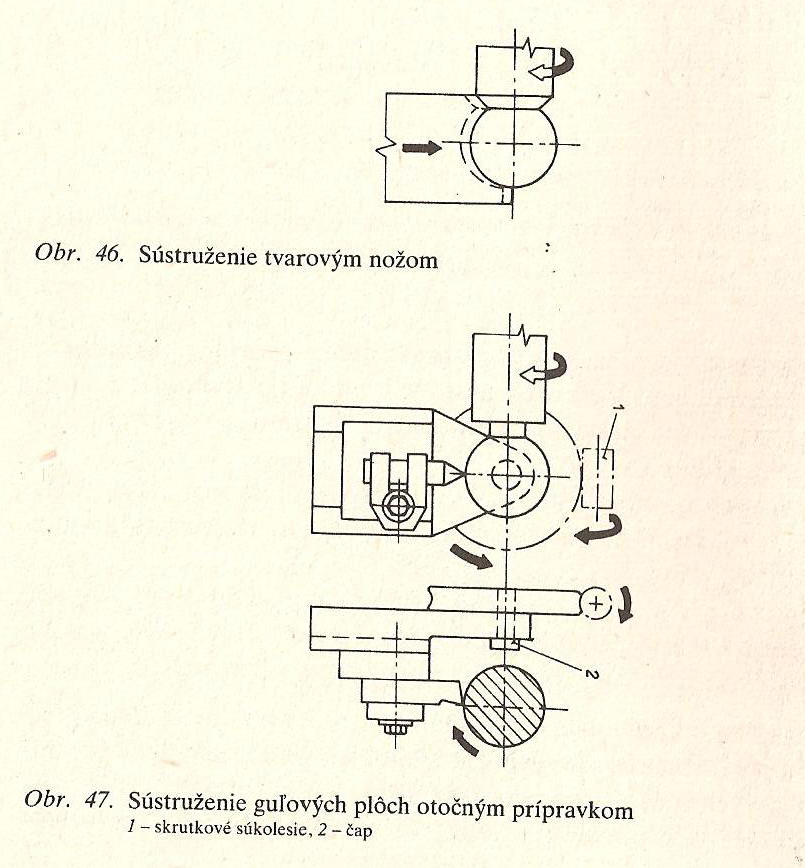 Obr. 46. Sústruženie tvarovým nožom
1
2
Obr. 47. Sústruženie guľových plôch otočným prípravkom
1 – skrutkové súkolesie, 2 – čap